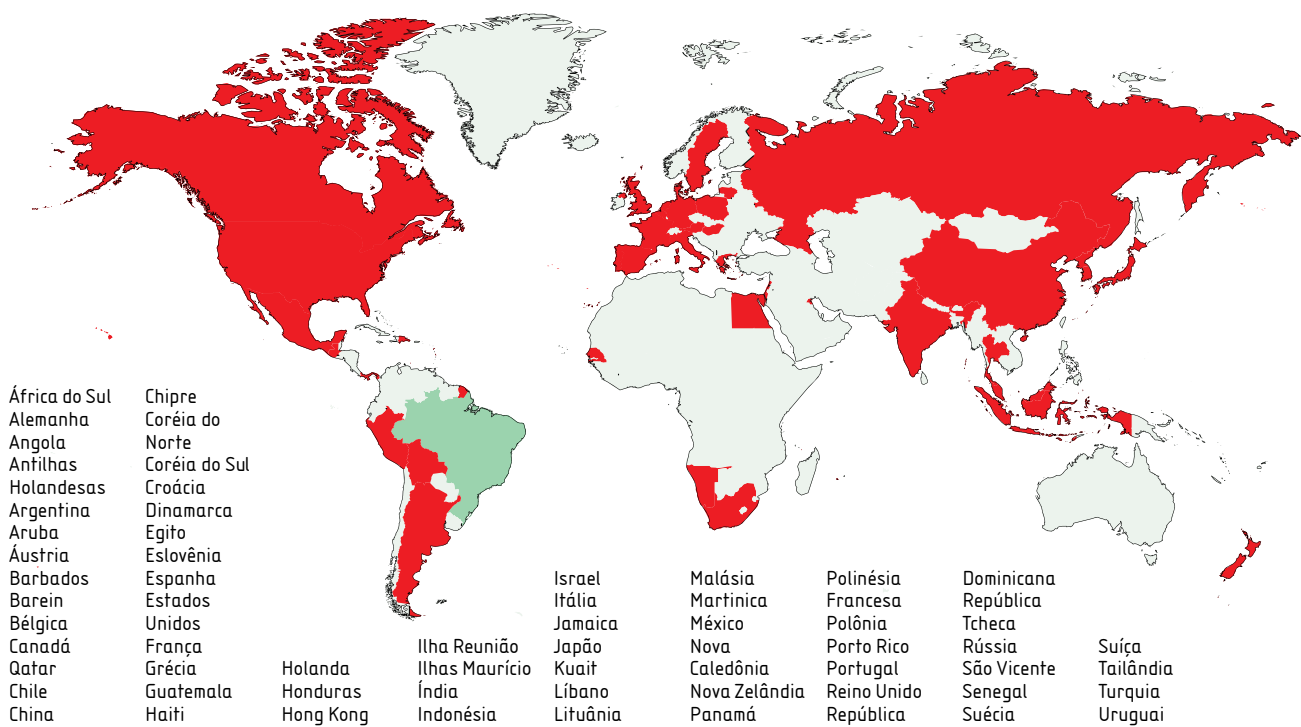 África do Sul
Alemanha
Angola
Antilhas
Holandesas
Argentina
Aruba
Áustria
Barbados
Barein
Bélgica
Canadá
Qatar
Chile
China
Chipre
Coréia do
Norte
Coréia do Sul
Croácia
Dinamarca
Egito
Eslovênia
Espanha
Estados
Unidos
França
Grécia
Guatemala
Haiti
Holanda
Honduras
Hong Kong
Ilha Reunião
Ilhas Maurício
Índia
Indonésia
Israel
Itália
Jamaica
Japão
Kuait
Líbano
Lituânia
Malásia
Martinica
México
Nova
Caledônia
Nova Zelândia
Panamá
Polinésia
Francesa
Polônia
Porto Rico
Portugal
Reino Unido
República
Dominicana
República
Tcheca
Rússia
São Vicente
Senegal
Suécia
Suíça
Tailândia
Turquia
Uruguai